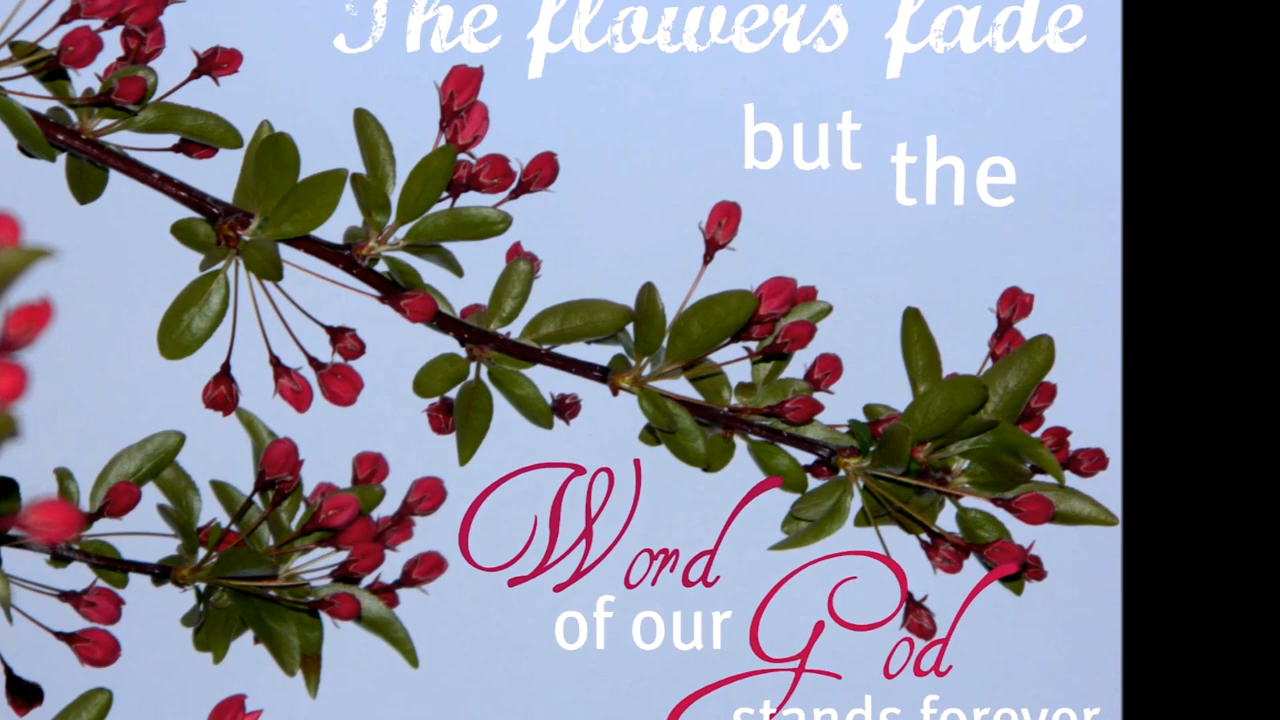 The flowers fade
but the
Word
of our God
stands forever